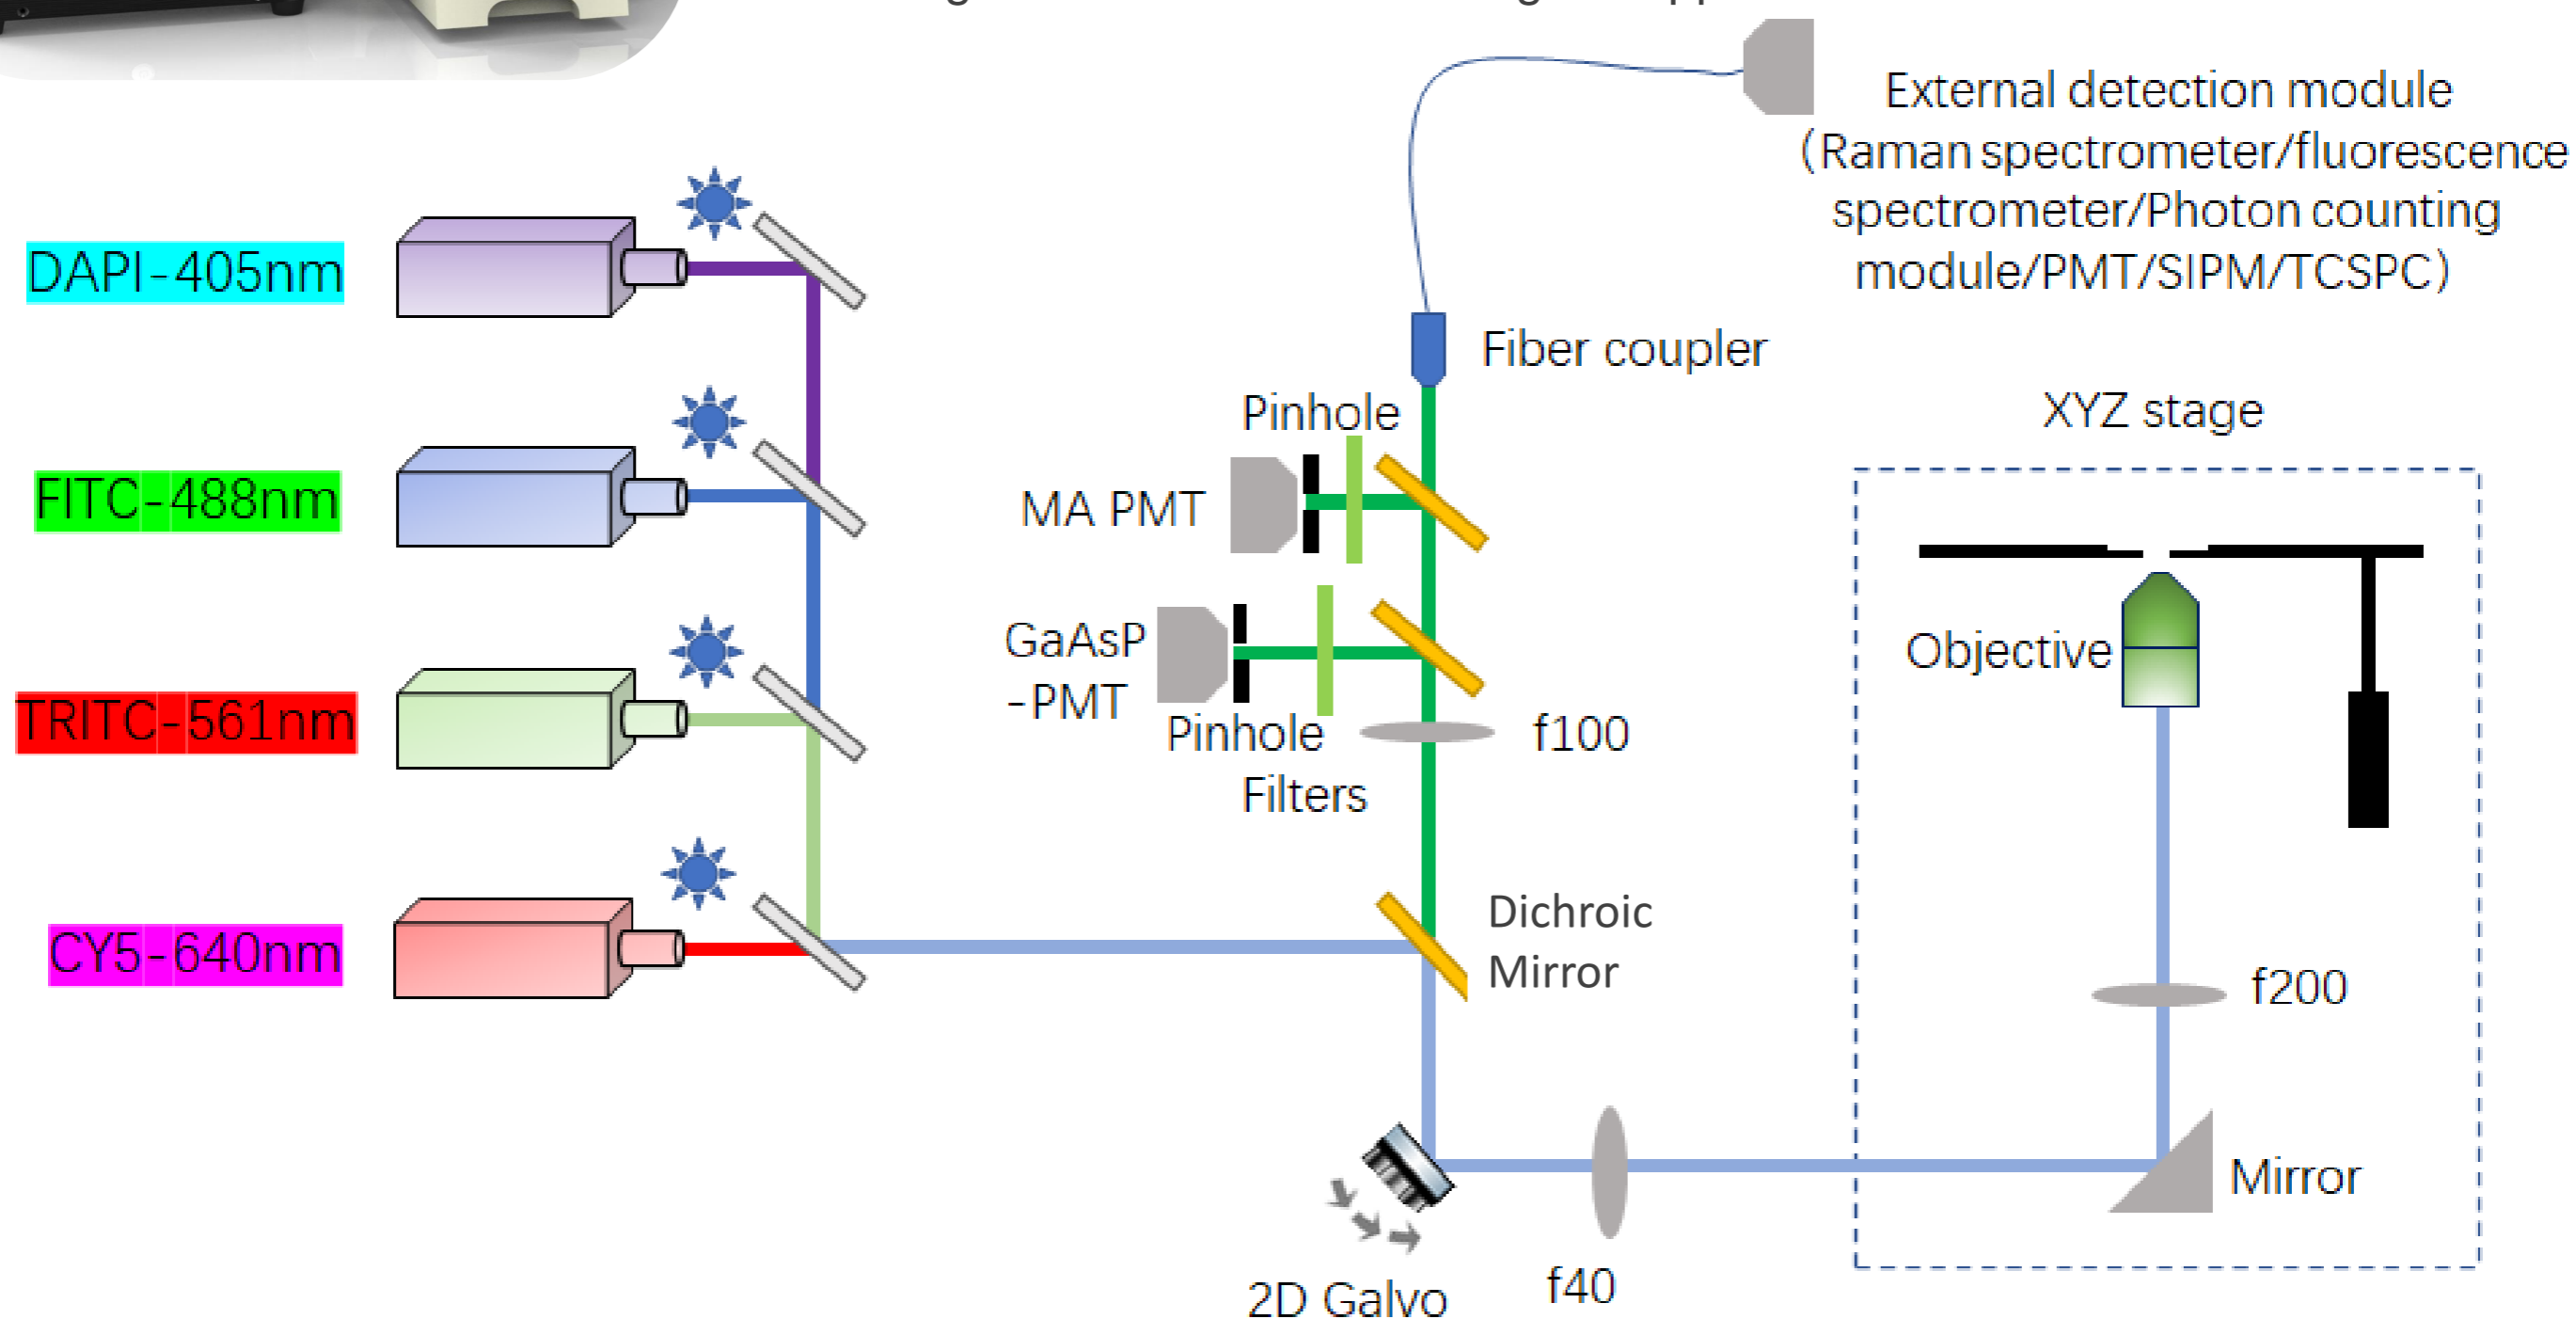 External detection module
(Raman spectrometer/fluorescence
spectrometer/Photon counting
module/PMT/SIPM/TCSPC)
DAPI-405nm
Fiber coupler
Pinhole
XYZ stage
FITC-488nm
MA PMT
GaAsP
-PMT
Objective
TRITC-561nm
Pinhole
f100
Filters
CY5-640nm
Dichroic
Mirror
f200
Mirror
2D Galvo
f40